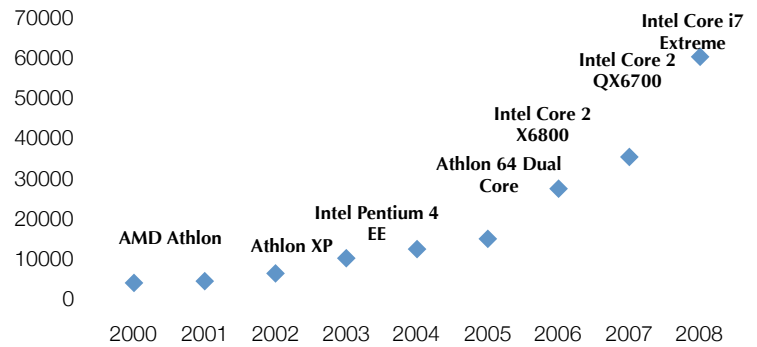 70000
60000
50000
40000
30000
20000
10000
0
Intel Core i7
Extreme
Intel Core 2
QX6700
Intel Core 2
X6800
Athlon 64 Dual
Core
Intel Pentium 4
EE
AMD Athlon
Athlon XP
2000 2001 2002 2003 2004 2005 2006 2007 2008